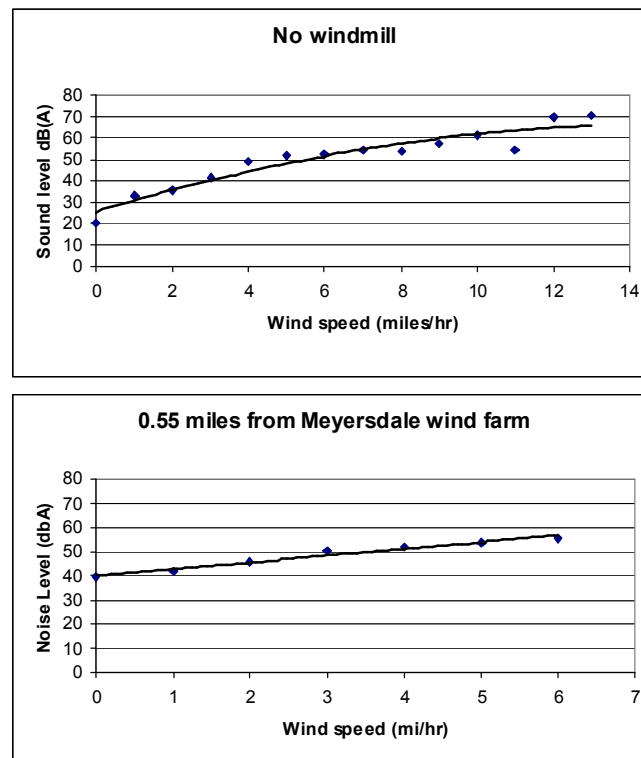 No windmill
Sound level dB(A)
80
70
60
50
40
30
20
10
0
0 2 4 6 8 10 12 14
Wind speed (miles/hr)
0.55 miles from Meyersdale wind farm
Noise Level (dbA)
80
70
60
50
40
30
20
10
0
0 1 2 3 4 5 6 7
Wind speed (mi/hr)